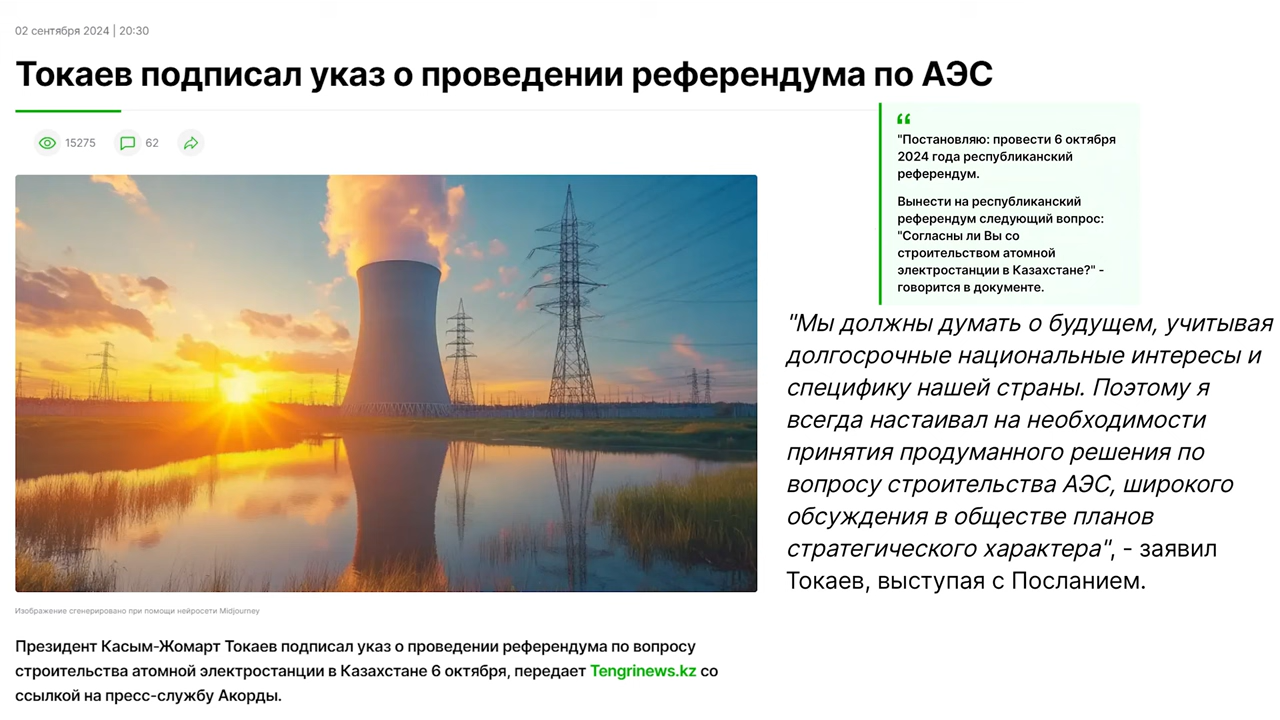 02 сентября 2024 | 20:30
Токаев подписал указ о проведении референдума по АЭС
15275
62
"Постановляю: провести 6 октября
2024 года республиканский
референдум.
Вынести на республиканский
референдум следующий вопрос:
"Согласны ли Вы со
строительством атомной
электростанции в Казахстане?" -
говорится в документе.
"Мы должны думать о будущем, учитывая
долгосрочные национальные интересы и
специфику нашей страны. Поэтому я
всегда настаивал на необходимости
принятия продуманного решения по
вопросу строительства АЭС, широкого
обсуждения в обществе планов
стратегического характера", - заявил
Токаев, выступая с Посланием.
Изображение сгенерировано при помощи нейросети Midjourney
Президент Касым-Жомарт Токаев подписал указ о проведении референдума по вопросу
строительства атомной электростанции в Казахстане 6 октября, передает Tengrinews.kz со
ссылкой на пресс-службу Акорды.